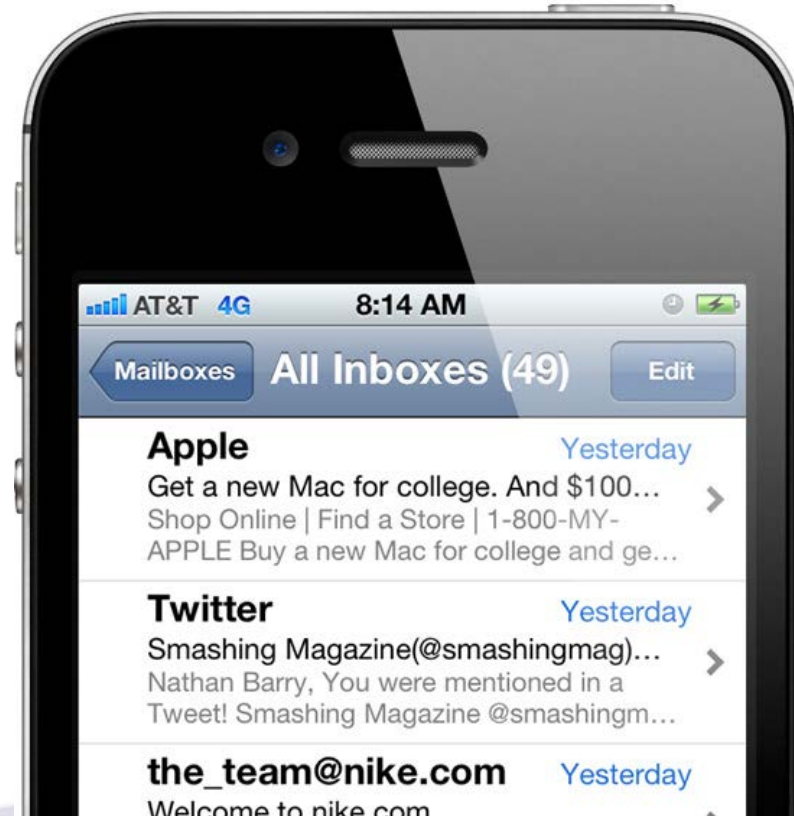 AT&T 4G 8:14 AM
Mailboxes All Inboxes (49) Edit
Apple Yesterday
Get a new Mac for college. And $100...
Shop Online | Find a Store | 1-800-MY-
APPLE Buy a new Mac for college and ge...
Twitter Yesterday
Smashing Magazine(@smashingmag)...
Nathan Barry, You were mentioned in a
Tweet! Smashing Magazine @smashingm...
the_team@nike.com Yesterday
Welcome to nike.com